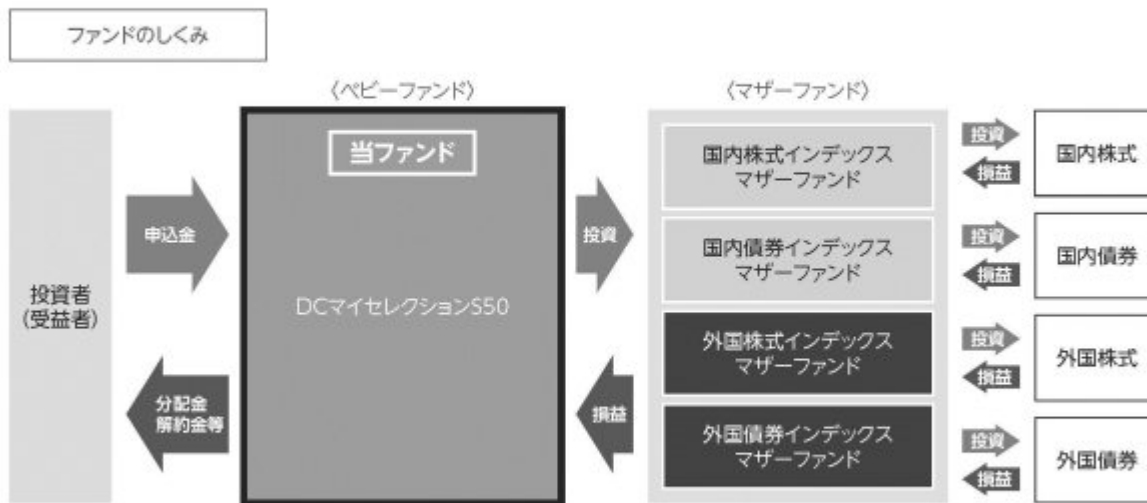 ファンドのしくみ
〈ベビーファンド〉
〈マザーファンド〉
投資者
(受益者)
申込金
分配金
解約金等
当ファンド
DCマイセレクションS50
投資
損益
国内株式インデックス
マザーファンド
国内債券インデックス
マザーファンド
外国株式インデックス
マザーファンド
外国債券インデックス
マザーファンド
投資
損益
国内株式
投資
損益
国内債券
投資
損益
外国株式
投資
損益
外国債券